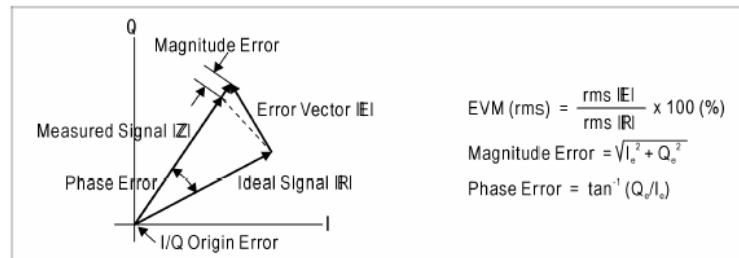 Q
Magnitude Error
Error Vector |E|
Measured Signal |Z|
Phase Error
Ideal Signal |R|
I
I/Q Origin Error
EVM (rms) = rms |E| / rms |R| x 100 (%)
Magnitude Error = √Iₑ² + Qₑ²
Phase Error = tan⁻¹ (Qₑ/Iₑ)